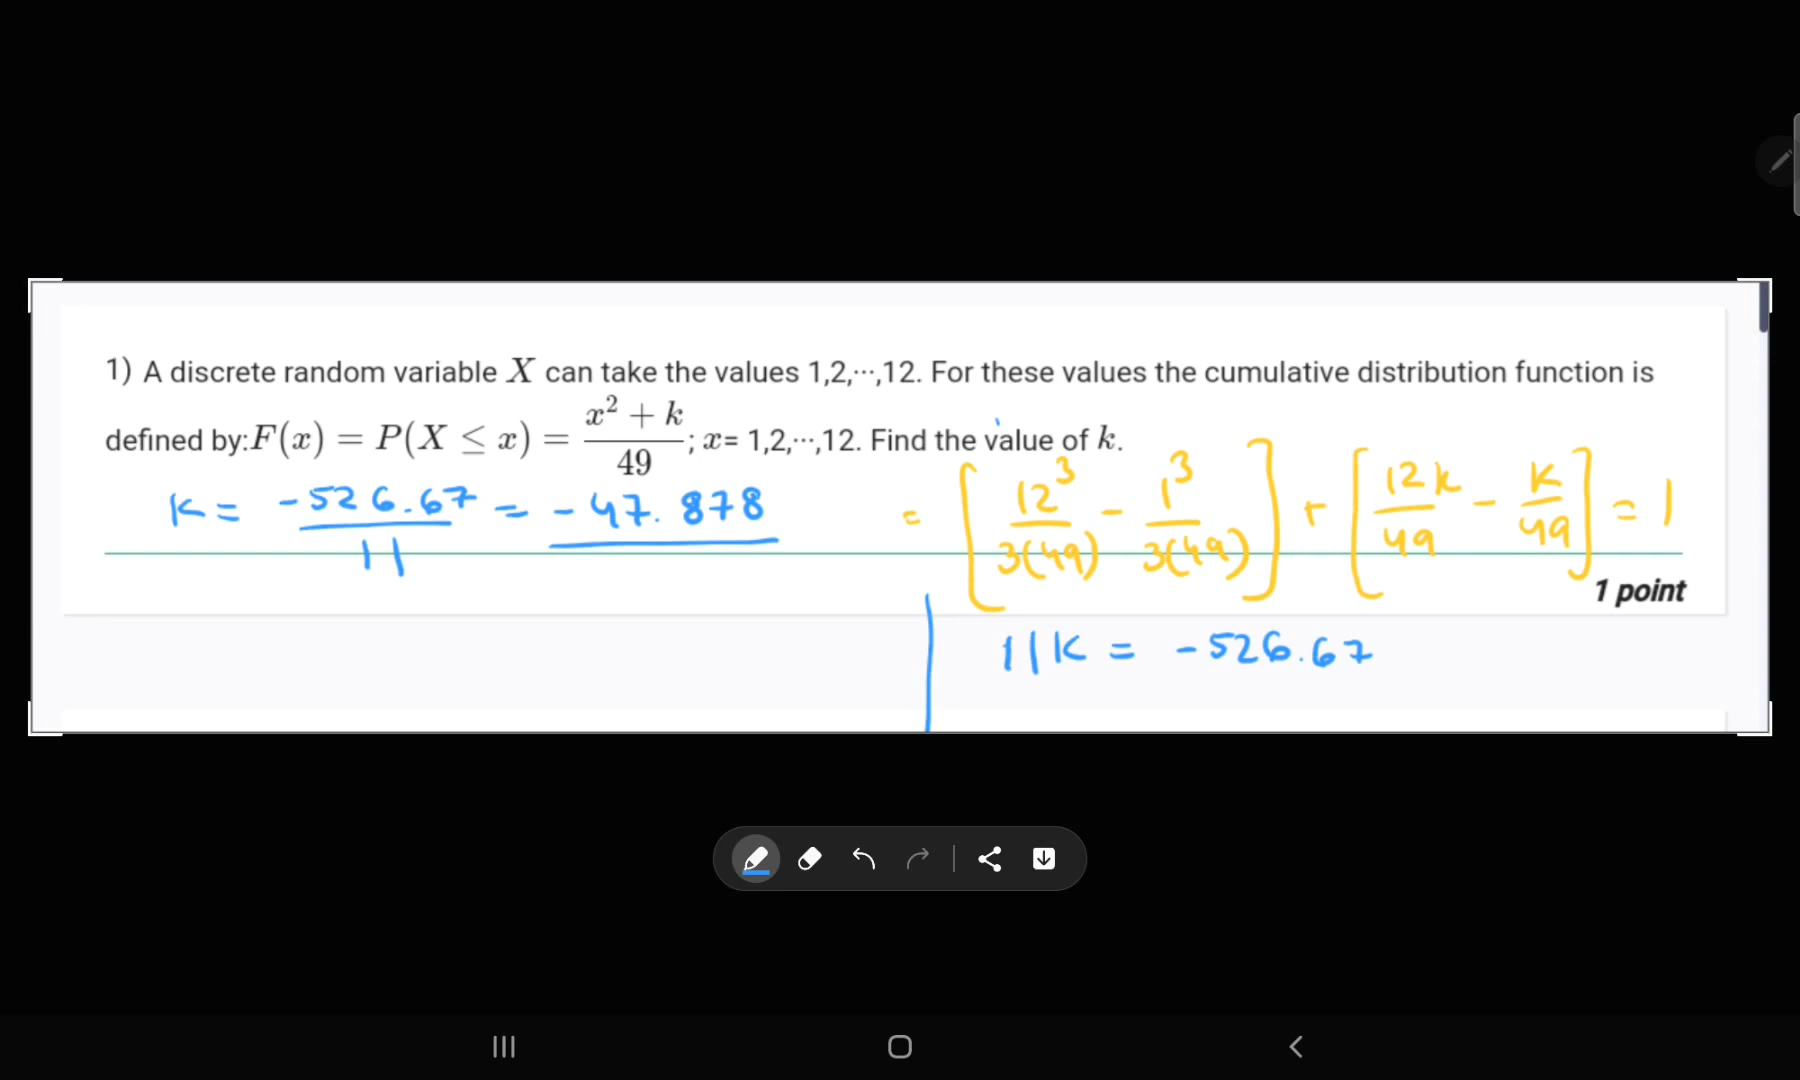 1) A discrete random variable X can take the values 1,2,⋯,12. For these values the cumulative distribution function is
defined by: F(x) = P(X ≤ x) = (x² + k)/49 ; x= 1,2,⋯,12. Find the value of k.
K = -526.67/11 = -47.878
= [12³/3(49) - 1³/3(49)] + [12k/49 - K/49] = 1
1 point
11K = -526.67